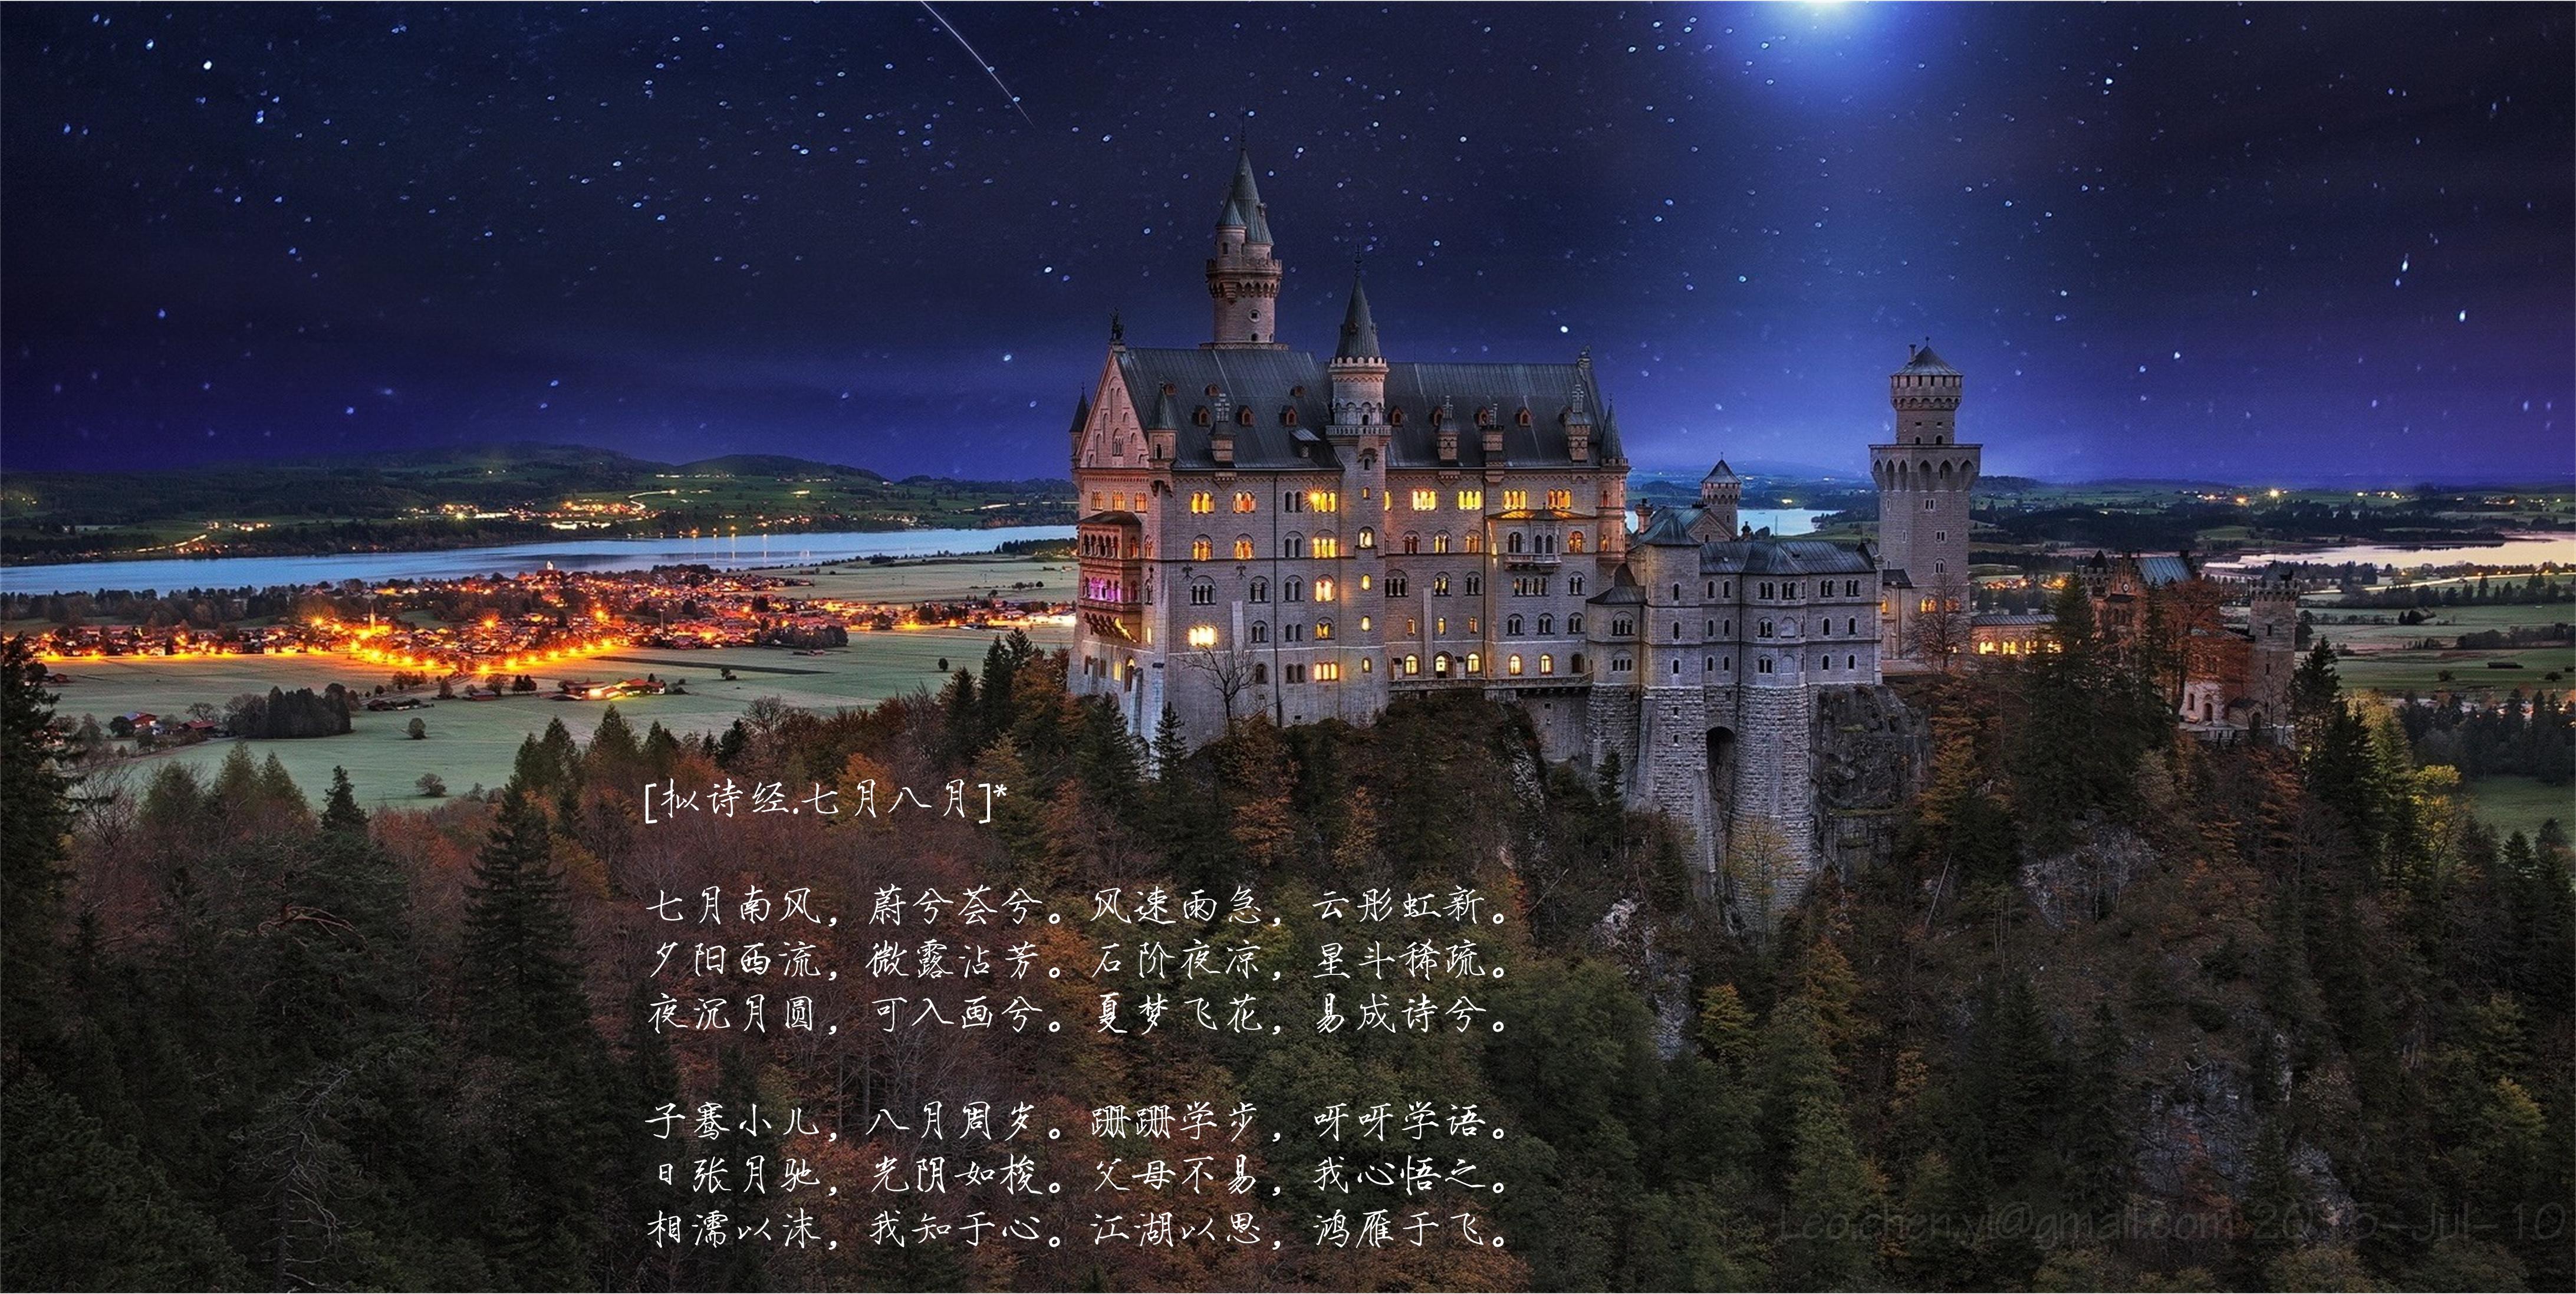 [拟诗经.七月八月]*
七月南风，蔚兮荟兮。风速雨急，云彤虹新。
夕阳西流，微露沾芳。石阶夜凉，星斗稀疏。
夜沉月圆，可入画兮。夏梦飞花，易成诗兮。
子骞小儿，八月周岁。跚跚学步，呀呀学语。
日张月驰，光阴如梭。父母不易，我心悟之。
相濡以沫，我知于心。江湖以思，鸿雁于飞。
Loo.chen.yi@gmail.com 2015-Jul-10